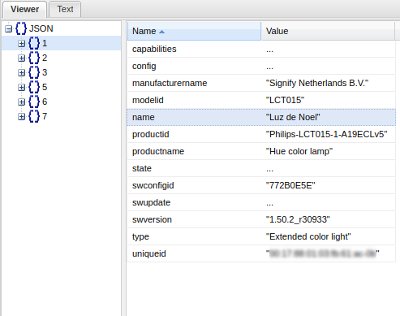 Viewer Text
JSON
1
2
3
5
6
7
Name Value
capabilities ...
config ...
manufacturername "Signify Netherlands B.V."
modelid "LCT015"
name "Luz de Noel"
productid "Philips-LCT015-1-A19ECLv5"
productname "Hue color lamp"
state ...
swconfigid "772B0E5E"
swupdate ...
swversion "1.50.2_r30933"
type "Extended color light"
uniqueid